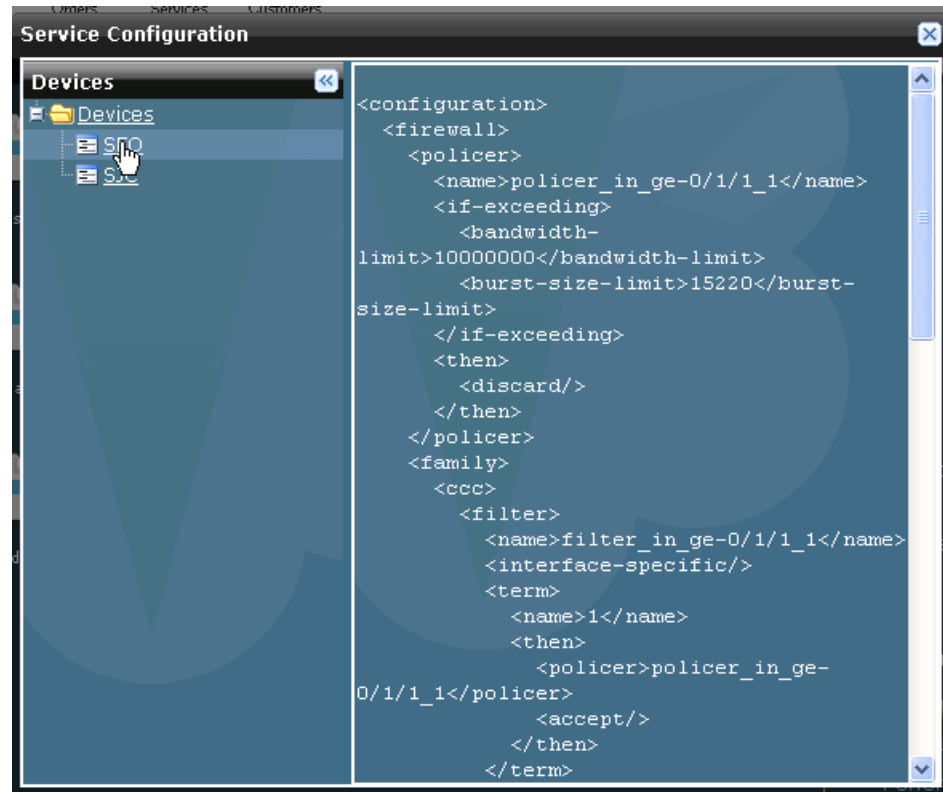 Orders Services Customers
Service Configuration
Devices
Devices
SFO
SJC
<configuration>
<firewall>
<policer>
<name>policer_in_ge-0/1/1_1</name>
<if-exceeding>
<bandwidth-
limit>10000000</bandwidth-limit>
<burst-size-limit>15220</burst-
size-limit>
</if-exceeding>
<then>
<discard/>
</then>
</policer>
<family>
<ccc>
<filter>
<name>filter_in_ge-0/1/1_1</name>
<interface-specific/>
<term>
<name>1</name>
<then>
<policer>policer_in_ge-
0/1/1_1</policer>
<accept/>
</then>
</term>